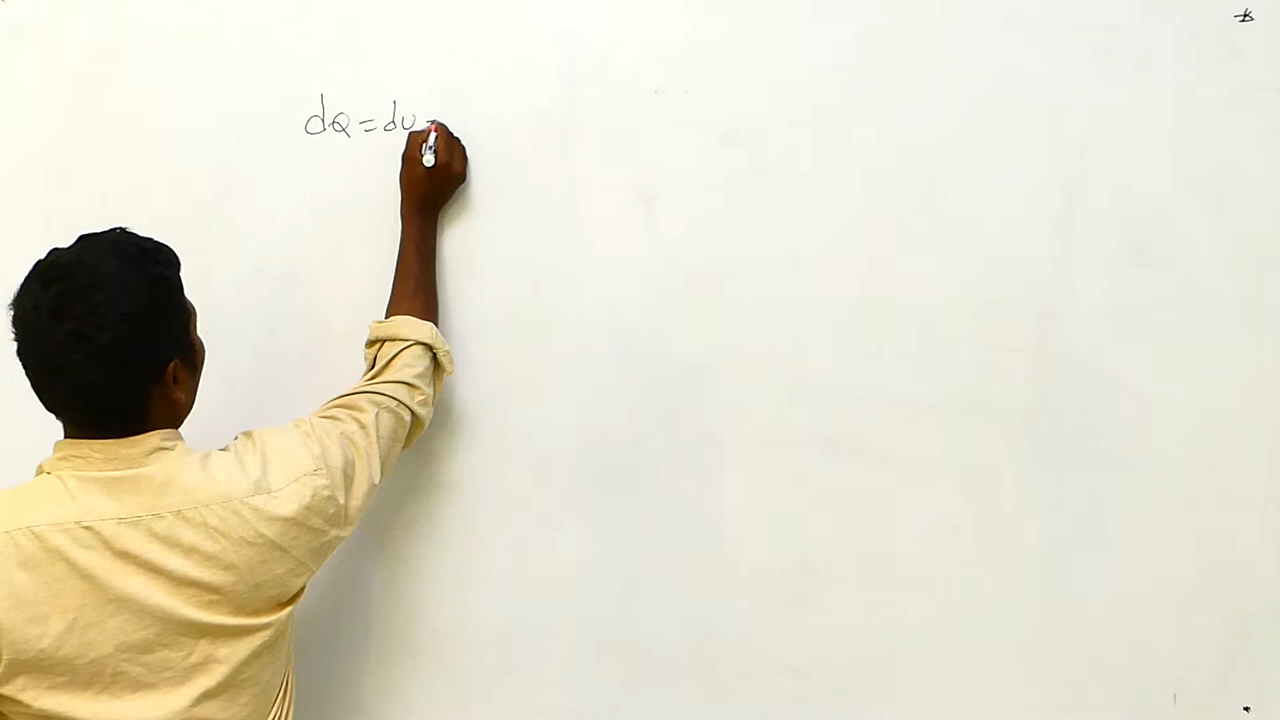 dQ = dU